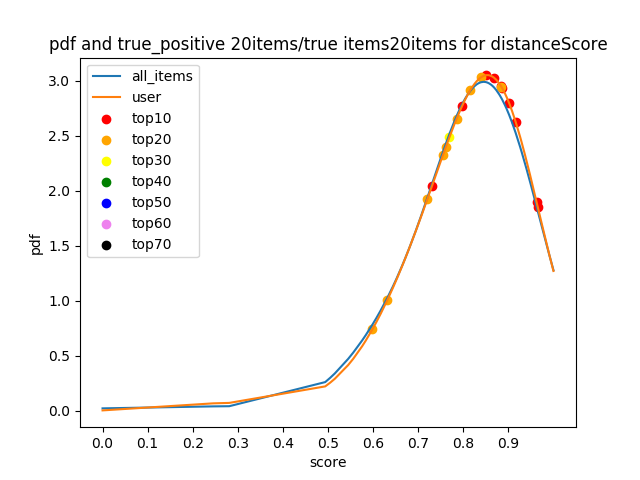 pdf and true_positive 20items/true items20items for distanceScore
all_items
user
top10
top20
top30
top40
top50
top60
top70
pdf
3.0
2.5
2.0
1.5
1.0
0.5
0.0
0.0 0.1 0.2 0.3 0.4 0.5 0.6 0.7 0.8 0.9
score